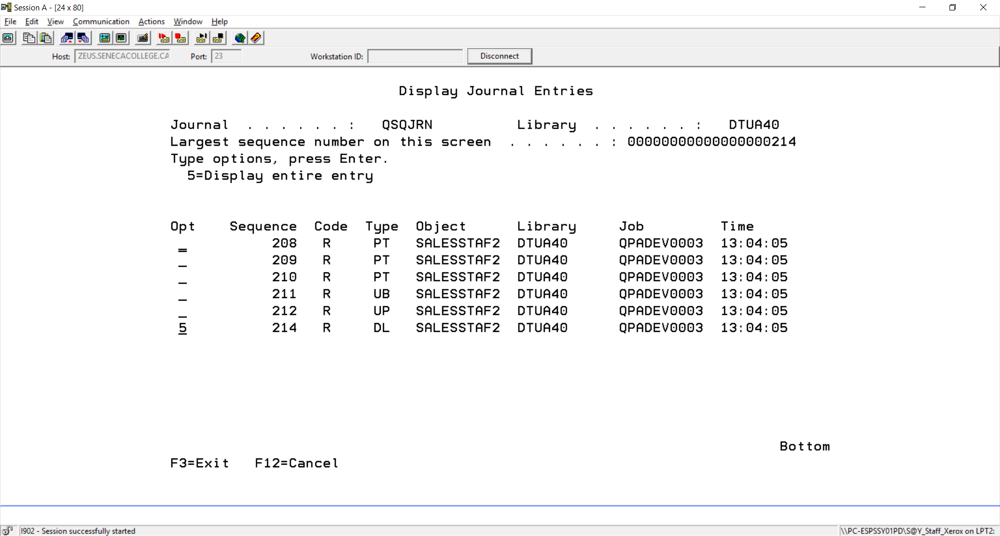 Session A - [24 x 80]
File Edit View Communication Actions Window Help
Host: ZEUS.SENECACOLLEGE.CA Port: 23 Workstation ID: Disconnect
Display Journal Entries
Journal . . . . . . : QSQJRN Library . . . . . . : DTUA40
Largest sequence number on this screen . . . . . . : 00000000000000000214
Type options, press Enter.
5=Display entire entry
Opt Sequence Code Type Object Library Job Time
_ 208 R PT SALESSTAF2 DTUA40 QPADEV0003 13:04:05
_ 209 R PT SALESSTAF2 DTUA40 QPADEV0003 13:04:05
_ 210 R PT SALESSTAF2 DTUA40 QPADEV0003 13:04:05
_ 211 R UB SALESSTAF2 DTUA40 QPADEV0003 13:04:05
_ 212 R UP SALESSTAF2 DTUA40 QPADEV0003 13:04:05
5 214 R DL SALESSTAF2 DTUA40 QPADEV0003 13:04:05
Bottom
F3=Exit F12=Cancel
I902 - Session successfully started \\PC-ESPSSY01PD\S@Y_Staff_Xerox on LPT2: